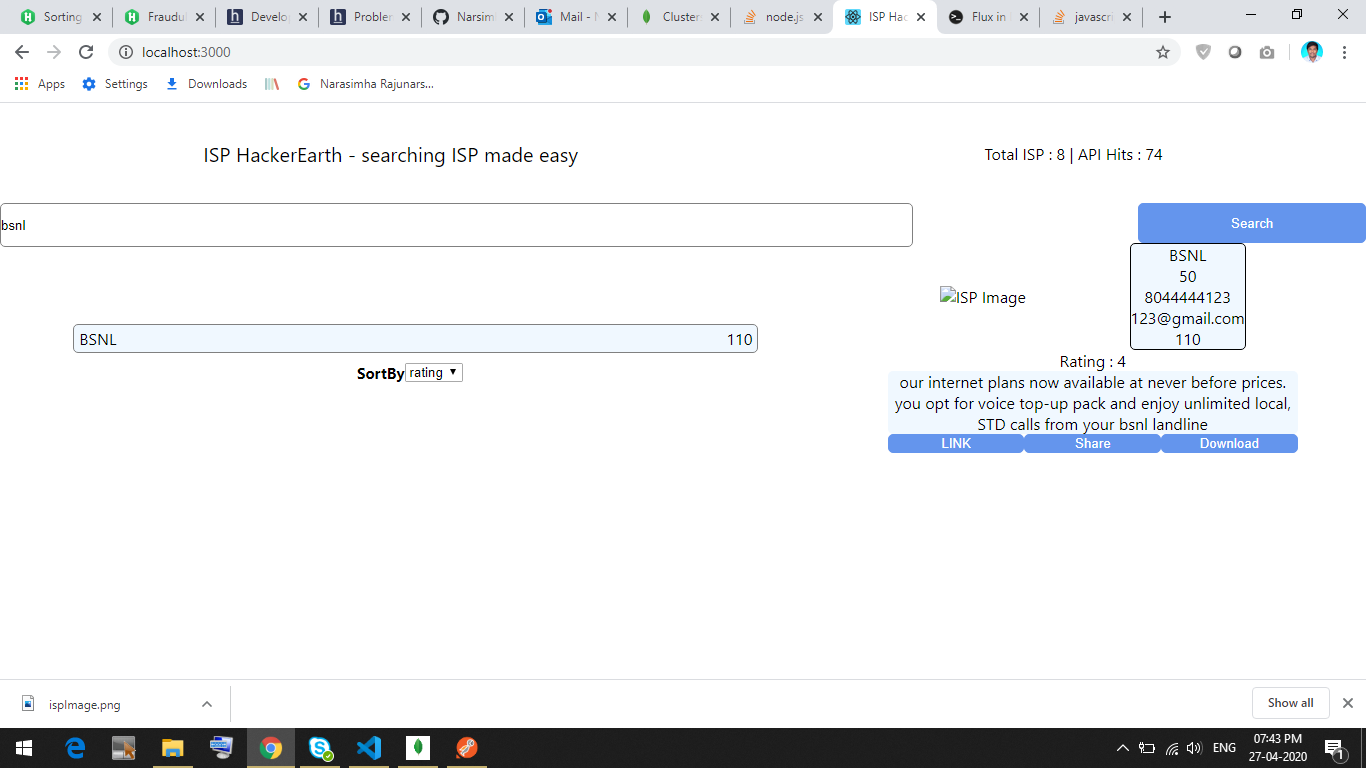 Sorting
Fraudul
Develop
Problem
Narsim
Mail - N
Cluster
node.js
ISP Hac
Flux in
javascri
localhost:3000
Apps
Settings
Downloads
Narasimha Rajunars...
ISP HackerEarth - searching ISP made easy
Total ISP : 8 | API Hits : 74
bsnl
Search
BSNL
50
8044444123
123@gmail.com
110
ISP Image
BSNL 110
SortBy rating
Rating : 4
our internet plans now available at never before prices.
you opt for voice top-up pack and enjoy unlimited local,
STD calls from your bsnl landline
LINK
Share
Download
ispImage.png
Show all
ENG
07:43 PM
27-04-2020
1